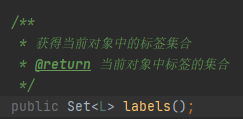 /**
 * 获得当前对象中的标签集合
 * @return 当前对象中标签的集合
 */
public Set<L> labels();